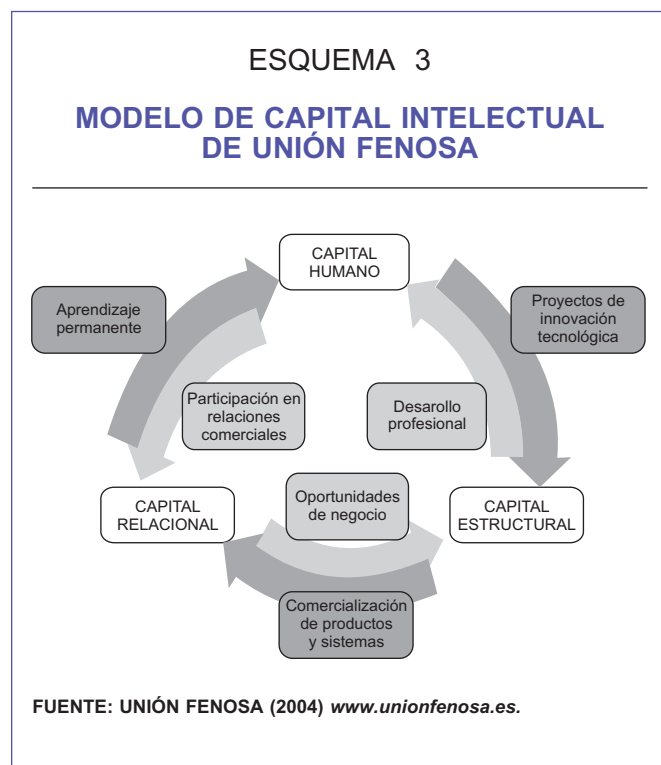 ESQUEMA 3
MODELO DE CAPITAL INTELECTUAL
DE UNIÓN FENOSA
CAPITAL
HUMANO
Aprendizaje
permanente
Proyectos de
innovación
tecnológica
Participación en
relaciones
comerciales
Desarollo
profesional
CAPITAL
RELACIONAL
Oportunidades
de negocio
CAPITAL
ESTRUCTURAL
Comercialización
de productos
y sistemas
FUENTE: UNIÓN FENOSA (2004) www.unionfenosa.es.